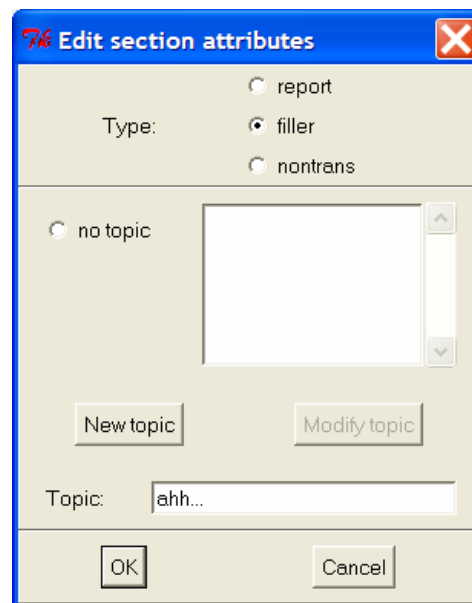 Edit section attributes
report
Type:
filler
nontrans
no topic
New topic
Modify topic
Topic:
ahh...
OK
Cancel